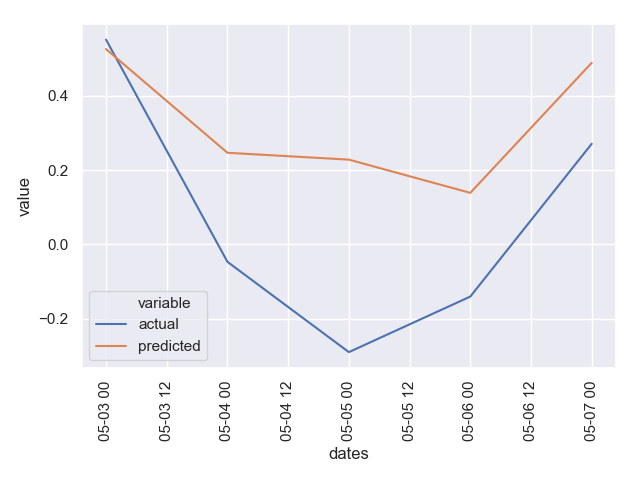 0.4
0.2
0.0
−0.2
value
variable
actual
predicted
05-03 00
05-03 12
05-04 00
05-04 12
05-05 00
05-05 12
05-06 00
05-06 12
05-07 00
dates